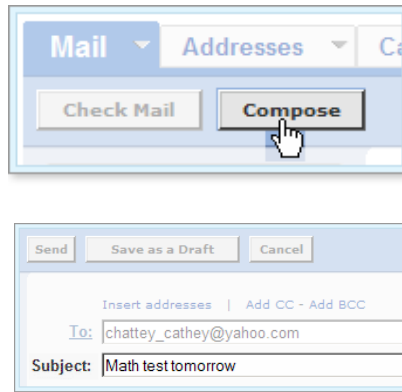 Mail Addresses Ca
Check Mail Compose
Send Save as a Draft Cancel
Insert addresses | Add CC - Add BCC
To: chattey_cathey@yahoo.com
Subject: Math test tomorrow